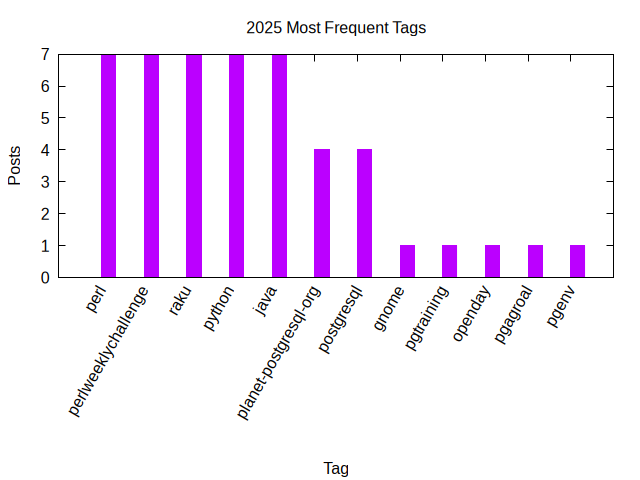 2025 Most Frequent Tags
Posts
7
6
5
4
3
2
1
0
perl
perlweeklychallenge
raku
python
java
planet-postgresql-org
postgresql
gnome
pgtraining
openday
pgagroal
pgenv
Tag